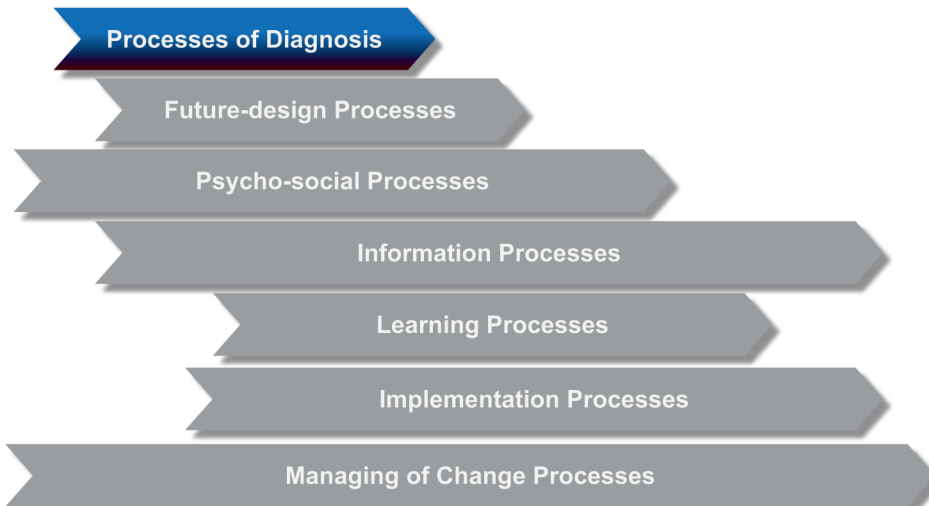 Processes of Diagnosis
Future-design Processes
Psycho-social Processes
Information Processes
Learning Processes
Implementation Processes
Managing of Change Processes